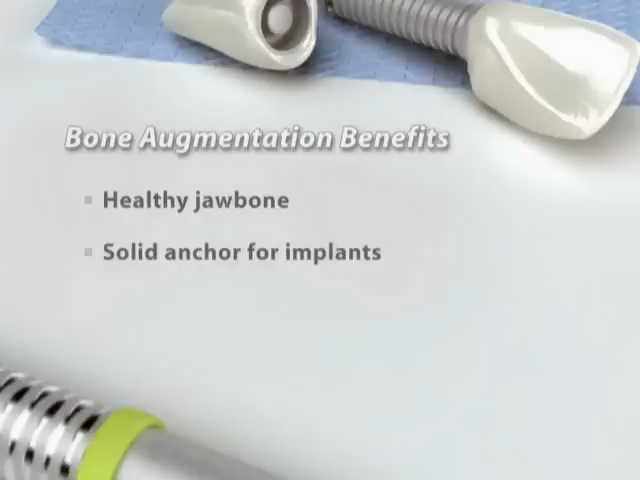 Bone Augmentation Benefits
Healthy jawbone
Solid anchor for implants